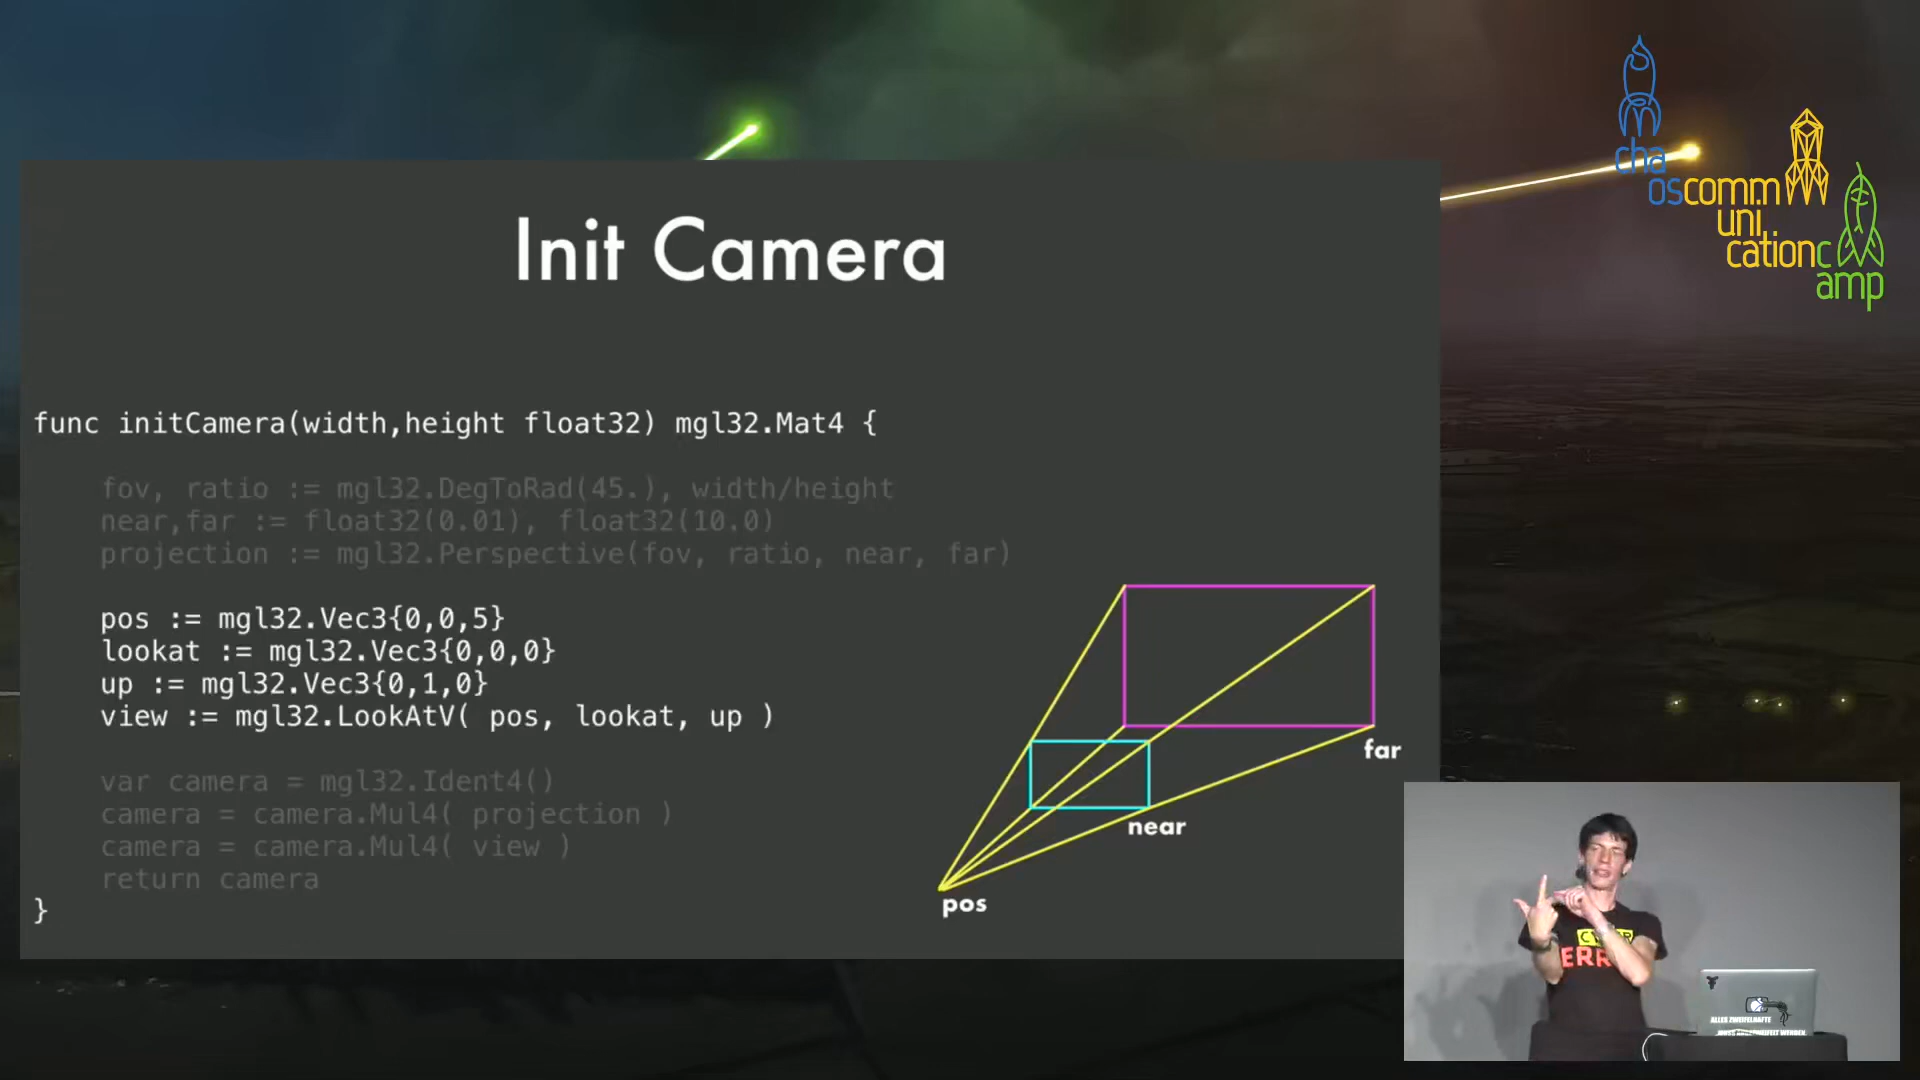 cha
oscomm
uni
cationc
amp
Init Camera
func initCamera(width,height float32) mgl32.Mat4 {
fov, ratio := mgl32.DegToRad(45.), width/height
near,far := float32(0.01), float32(10.0)
projection := mgl32.Perspective(fov, ratio, near, far)
pos := mgl32.Vec3{0,0,5}
lookat := mgl32.Vec3{0,0,0}
up := mgl32.Vec3{0,1,0}
view := mgl32.LookAtV( pos, lookat, up )
var camera = mgl32.Ident4()
camera = camera.Mul4( projection )
camera = camera.Mul4( view )
return camera
}
far
near
pos
ALLES ZWEIFELHAFTE